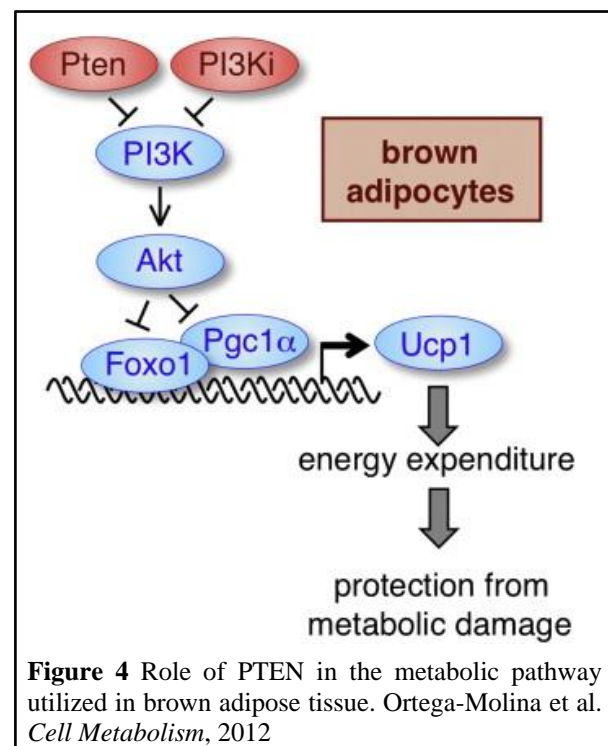 Pten PI3Ki
PI3K
brown
adipocytes
Akt
Pgc1α
Foxo1
Ucp1
energy expenditure
protection from
metabolic damage
Figure 4 Role of PTEN in the metabolic pathway
utilized in brown adipose tissue. Ortega-Molina et al.
Cell Metabolism, 2012